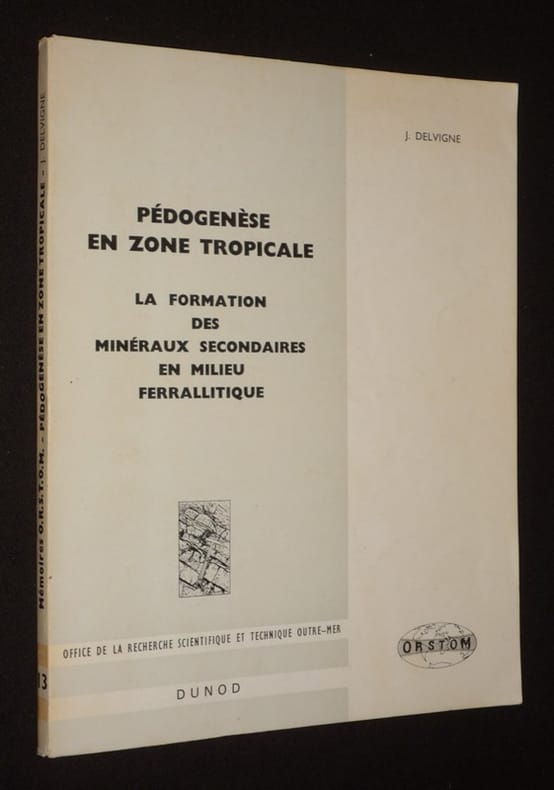 Mémoires O.R.S.T.O.M. - PÉDOGENÈSE EN ZONE TROPICALE - J. DELVIGNE
13
J. DELVIGNE
PÉDOGENÈSE
EN ZONE TROPICALE
LA FORMATION
DES
MINÉRAUX SECONDAIRES
EN MILIEU
FERRALLITIQUE
OFFICE DE LA RECHERCHE SCIENTIFIQUE ET TECHNIQUE OUTRE-MER
DUNOD
ORSTOM